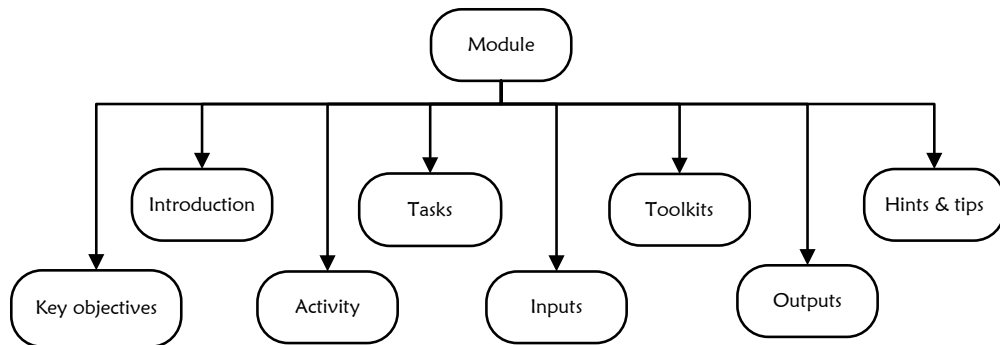 Module
Introduction
Tasks
Toolkits
Hints & tips
Key objectives
Activity
Inputs
Outputs